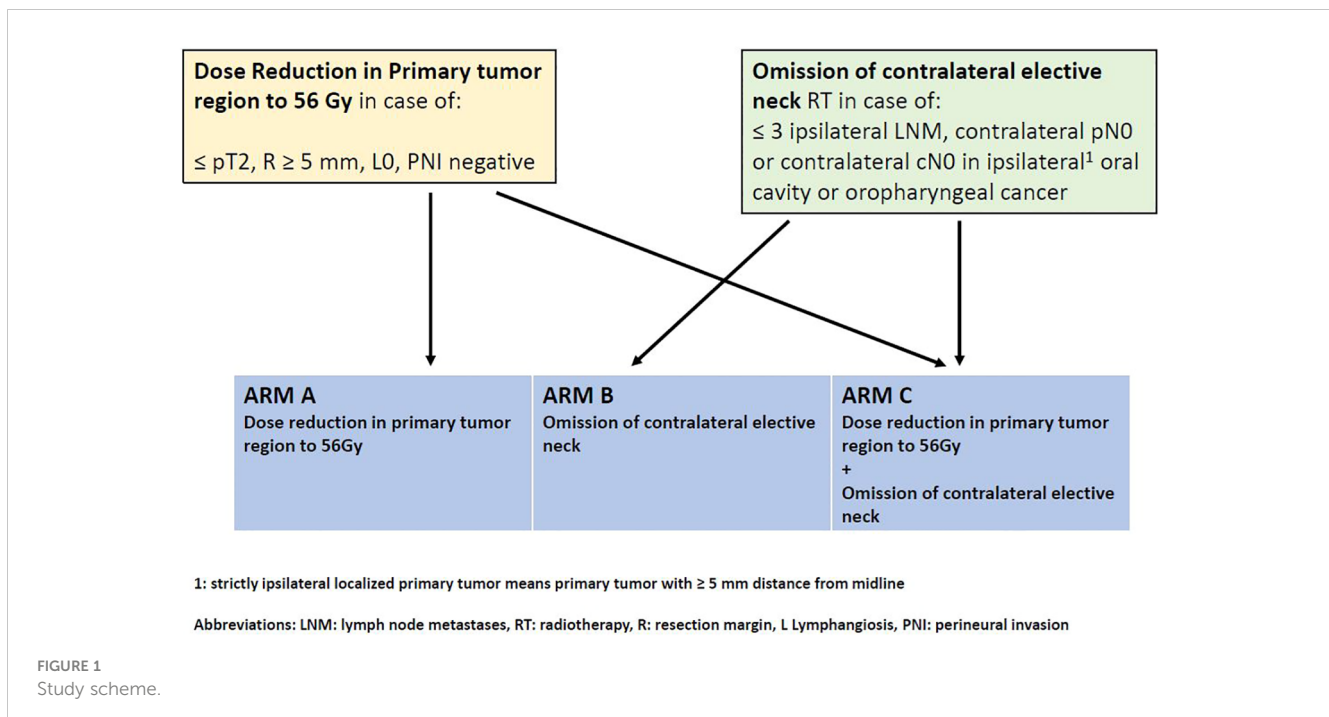 Dose Reduction in Primary tumor
region to 56 Gy in case of:
≤ pT2, R ≥ 5 mm, L0, PNI negative
Omission of contralateral elective
neck RT in case of:
≤ 3 ipsilateral LNM, contralateral pN0
or contralateral cN0 in ipsilateral¹ oral
cavity or oropharyngeal cancer
ARM A
Dose reduction in primary tumor
region to 56Gy
ARM B
Omission of contralateral elective
neck
ARM C
Dose reduction in primary tumor
region to 56Gy
+
Omission of contralateral elective
neck
1: strictly ipsilateral localized primary tumor means primary tumor with ≥ 5 mm distance from midline
Abbreviations: LNM: lymph node metastases, RT: radiotherapy, R: resection margin, L Lymphangiosis, PNI: perineural invasion
FIGURE 1
Study scheme.